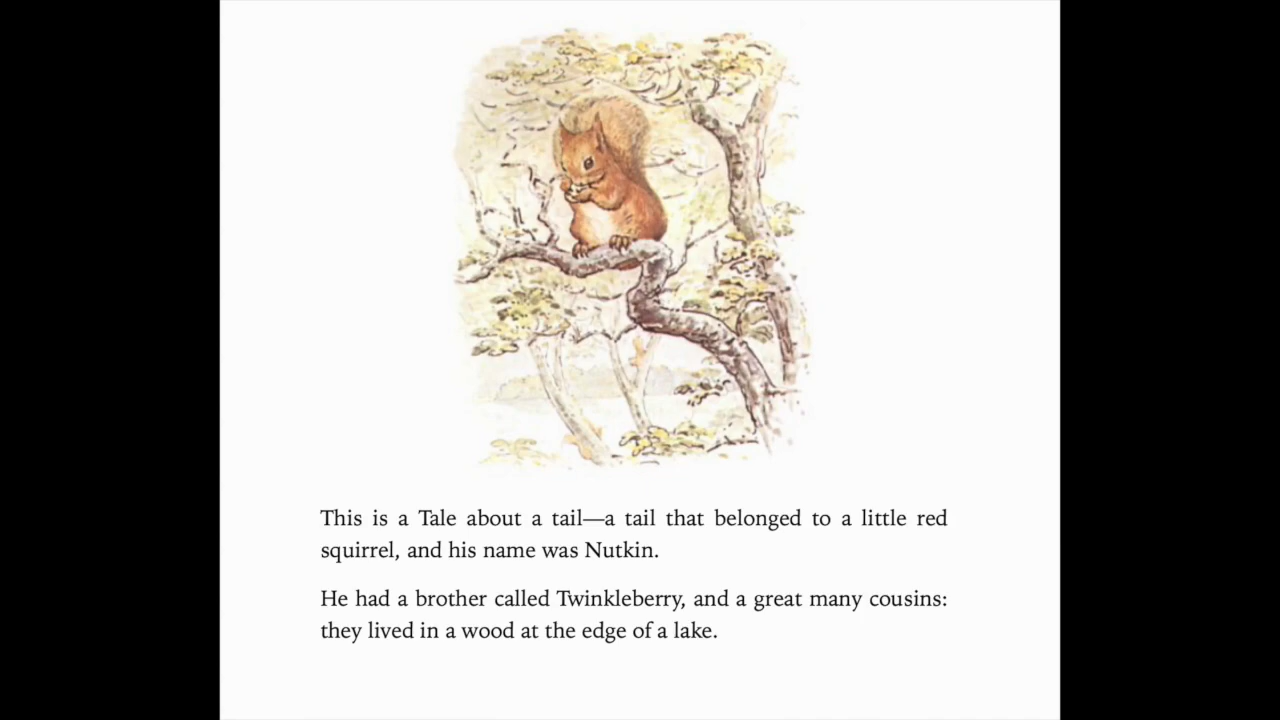 This is a Tale about a tail—a tail that belonged to a little red
squirrel, and his name was Nutkin.
He had a brother called Twinkleberry, and a great many cousins:
they lived in a wood at the edge of a lake.